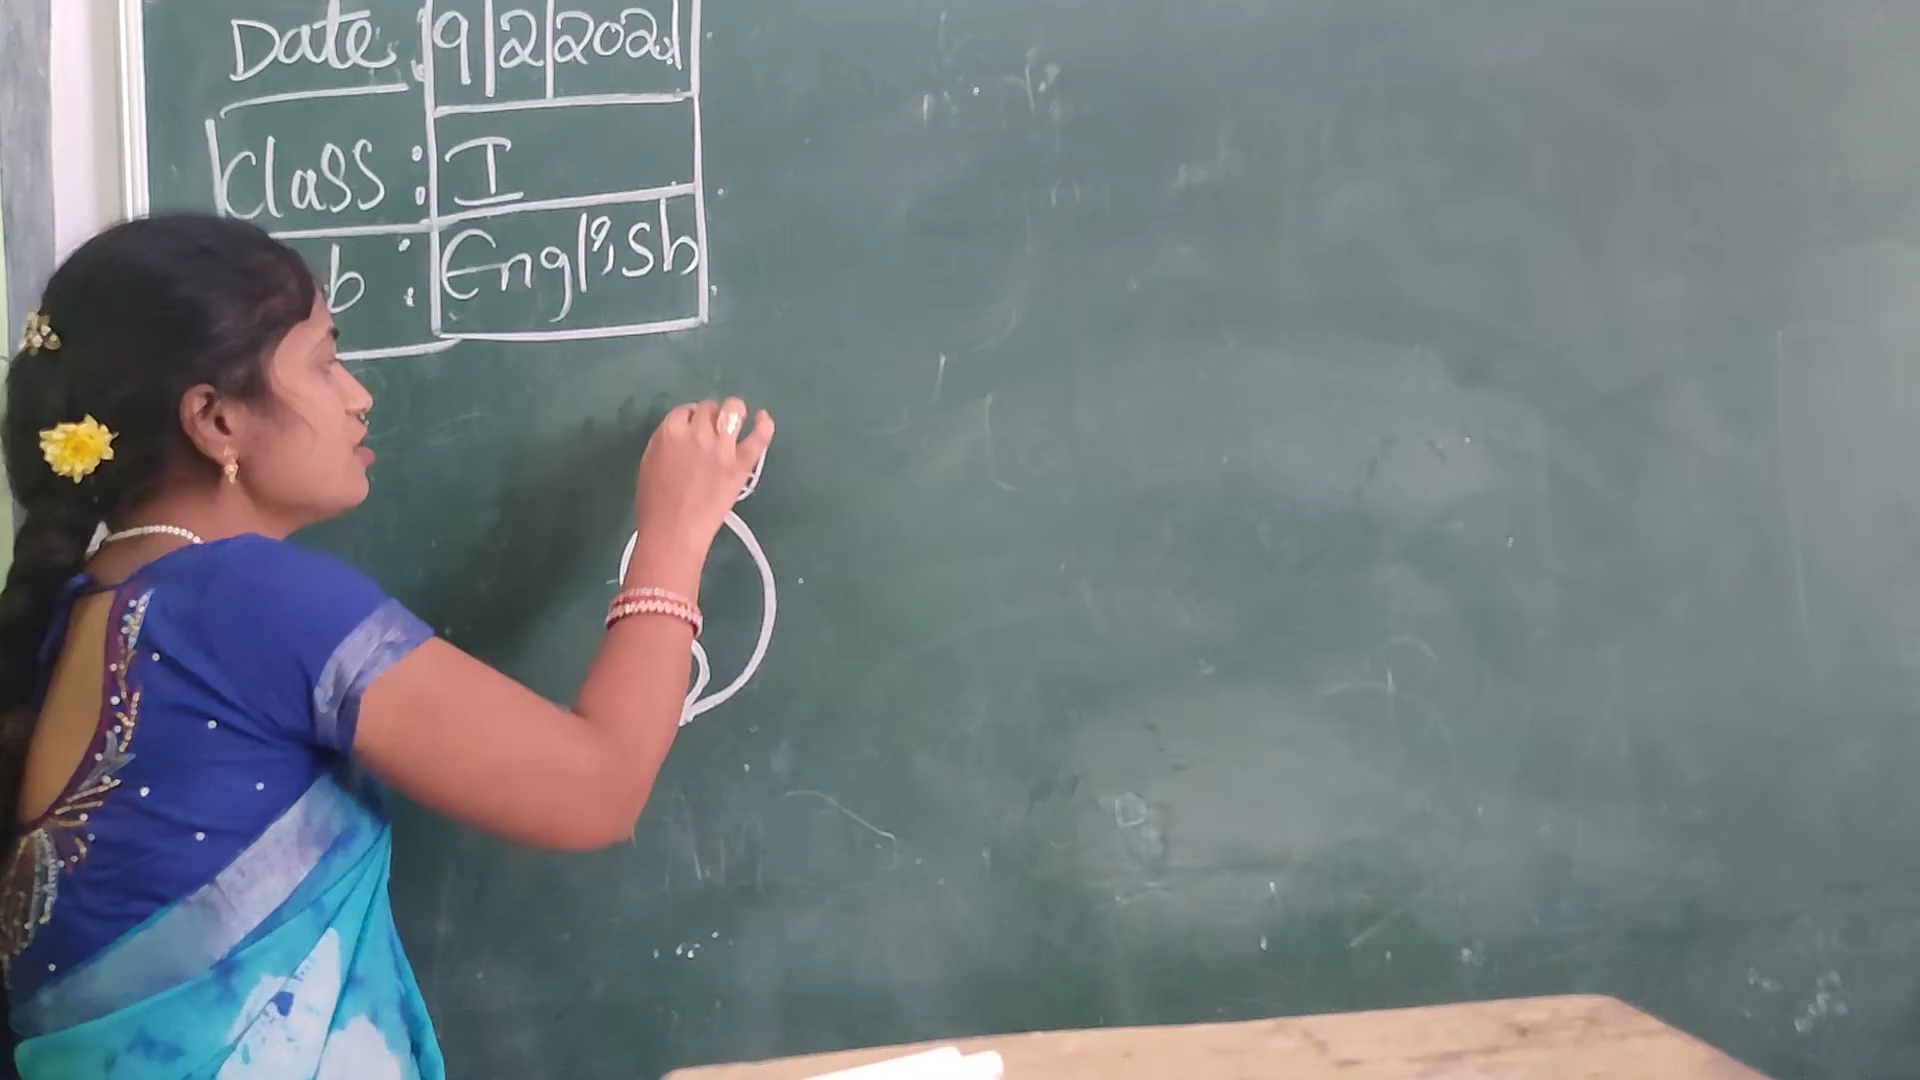 Date : 9/2/2021
Class : I
b : English